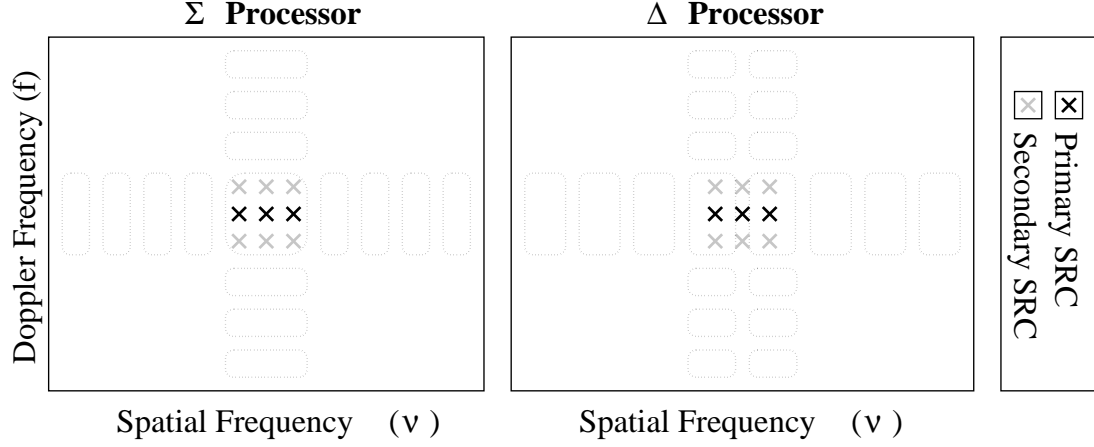 Σ Processor
Δ Processor
Doppler Frequency (f)
Spatial Frequency (ν)
Spatial Frequency (ν)
Primary SRC
Secondary SRC